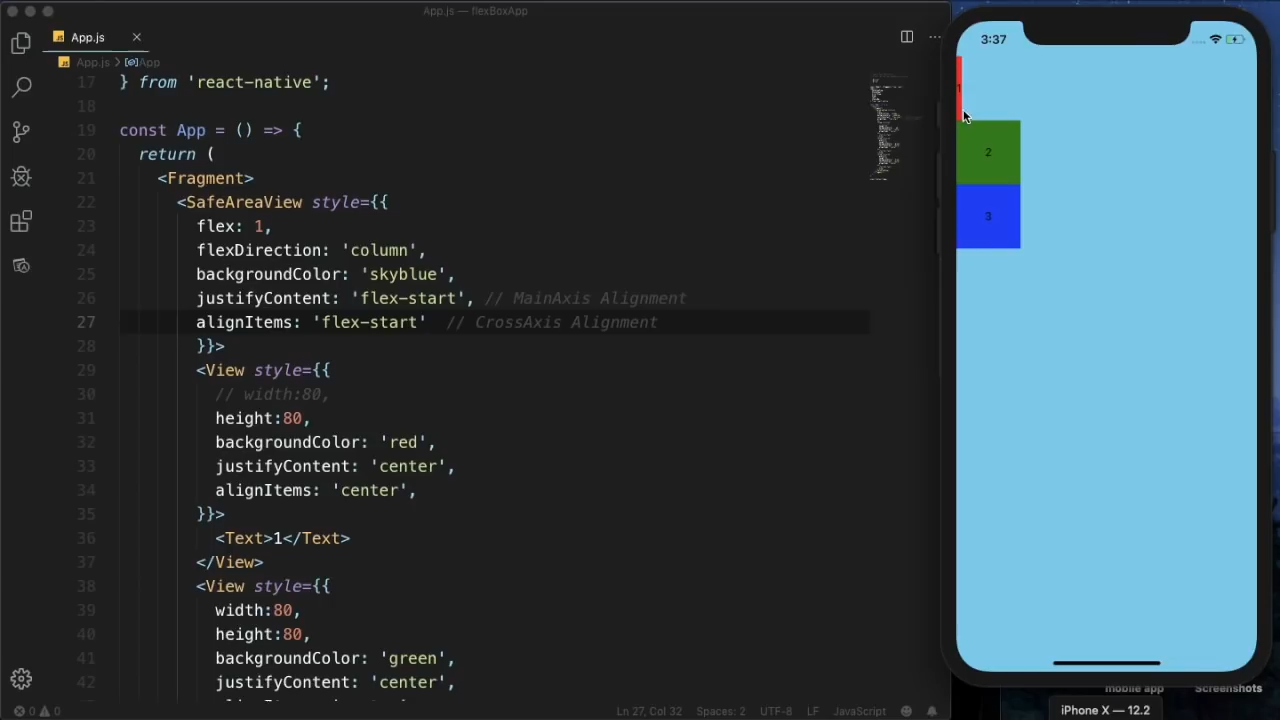 App.js — flexBoxApp
App.js
App.js > App
17 } from 'react-native';
18
19 const App = () => {
20 return (
21 <Fragment>
22 <SafeAreaView style={{
23 flex: 1,
24 flexDirection: 'column',
25 backgroundColor: 'skyblue',
26 justifyContent: 'flex-start', // MainAxis Alignment
27 alignItems: 'flex-start' // CrossAxis Alignment
28 }}>
29 <View style={{
30 // width:80,
31 height:80,
32 backgroundColor: 'red',
33 justifyContent: 'center',
34 alignItems: 'center',
35 }}>
36 <Text>1</Text>
37 </View>
38 <View style={{
39 width:80,
40 height:80,
41 backgroundColor: 'green',
42 justifyContent: 'center',
0 0
Ln 27, Col 32
Spaces: 2
UTF-8
LF
JavaScript
3:37
1
2
3
mobile app
Screenshots
iPhone X — 12.2